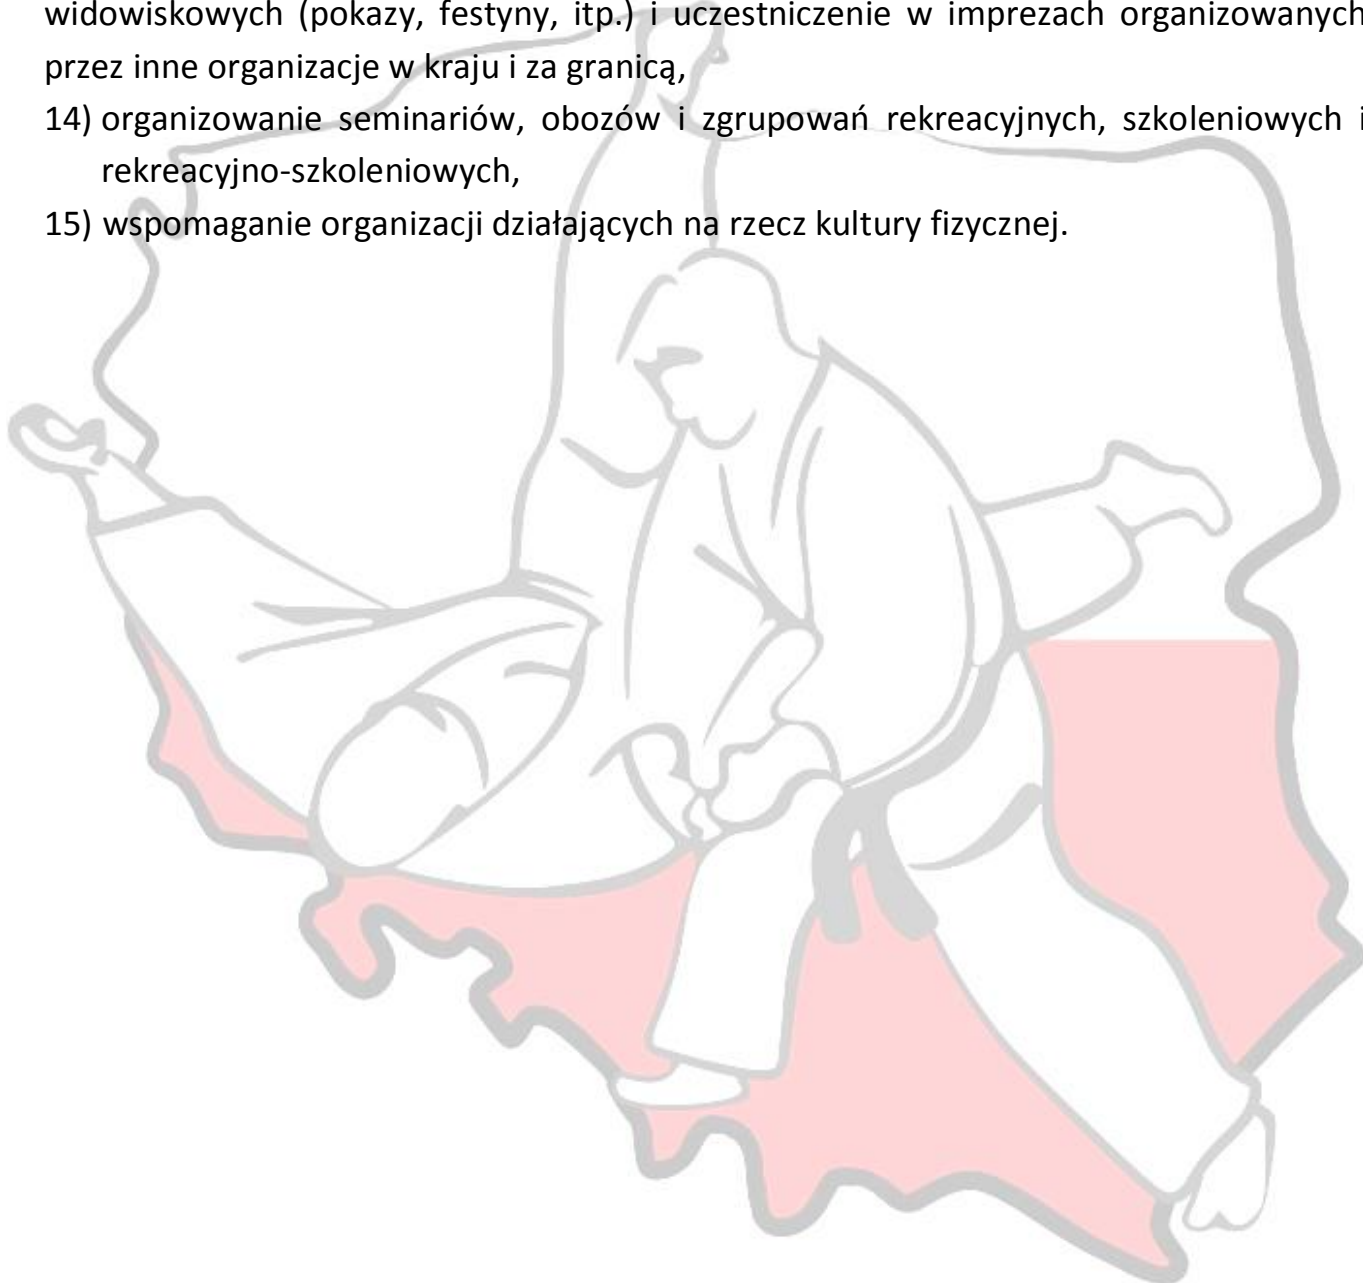 widowiskowych (pokazy, festyny, itp.) i uczestniczenie w imprezach organizowanych
przez inne organizacje w kraju i za granicą,
14) organizowanie seminariów, obozów i zgrupowań rekreacyjnych, szkoleniowych i
rekreacyjno-szkoleniowych,
15) wspomaganie organizacji działających na rzecz kultury fizycznej.